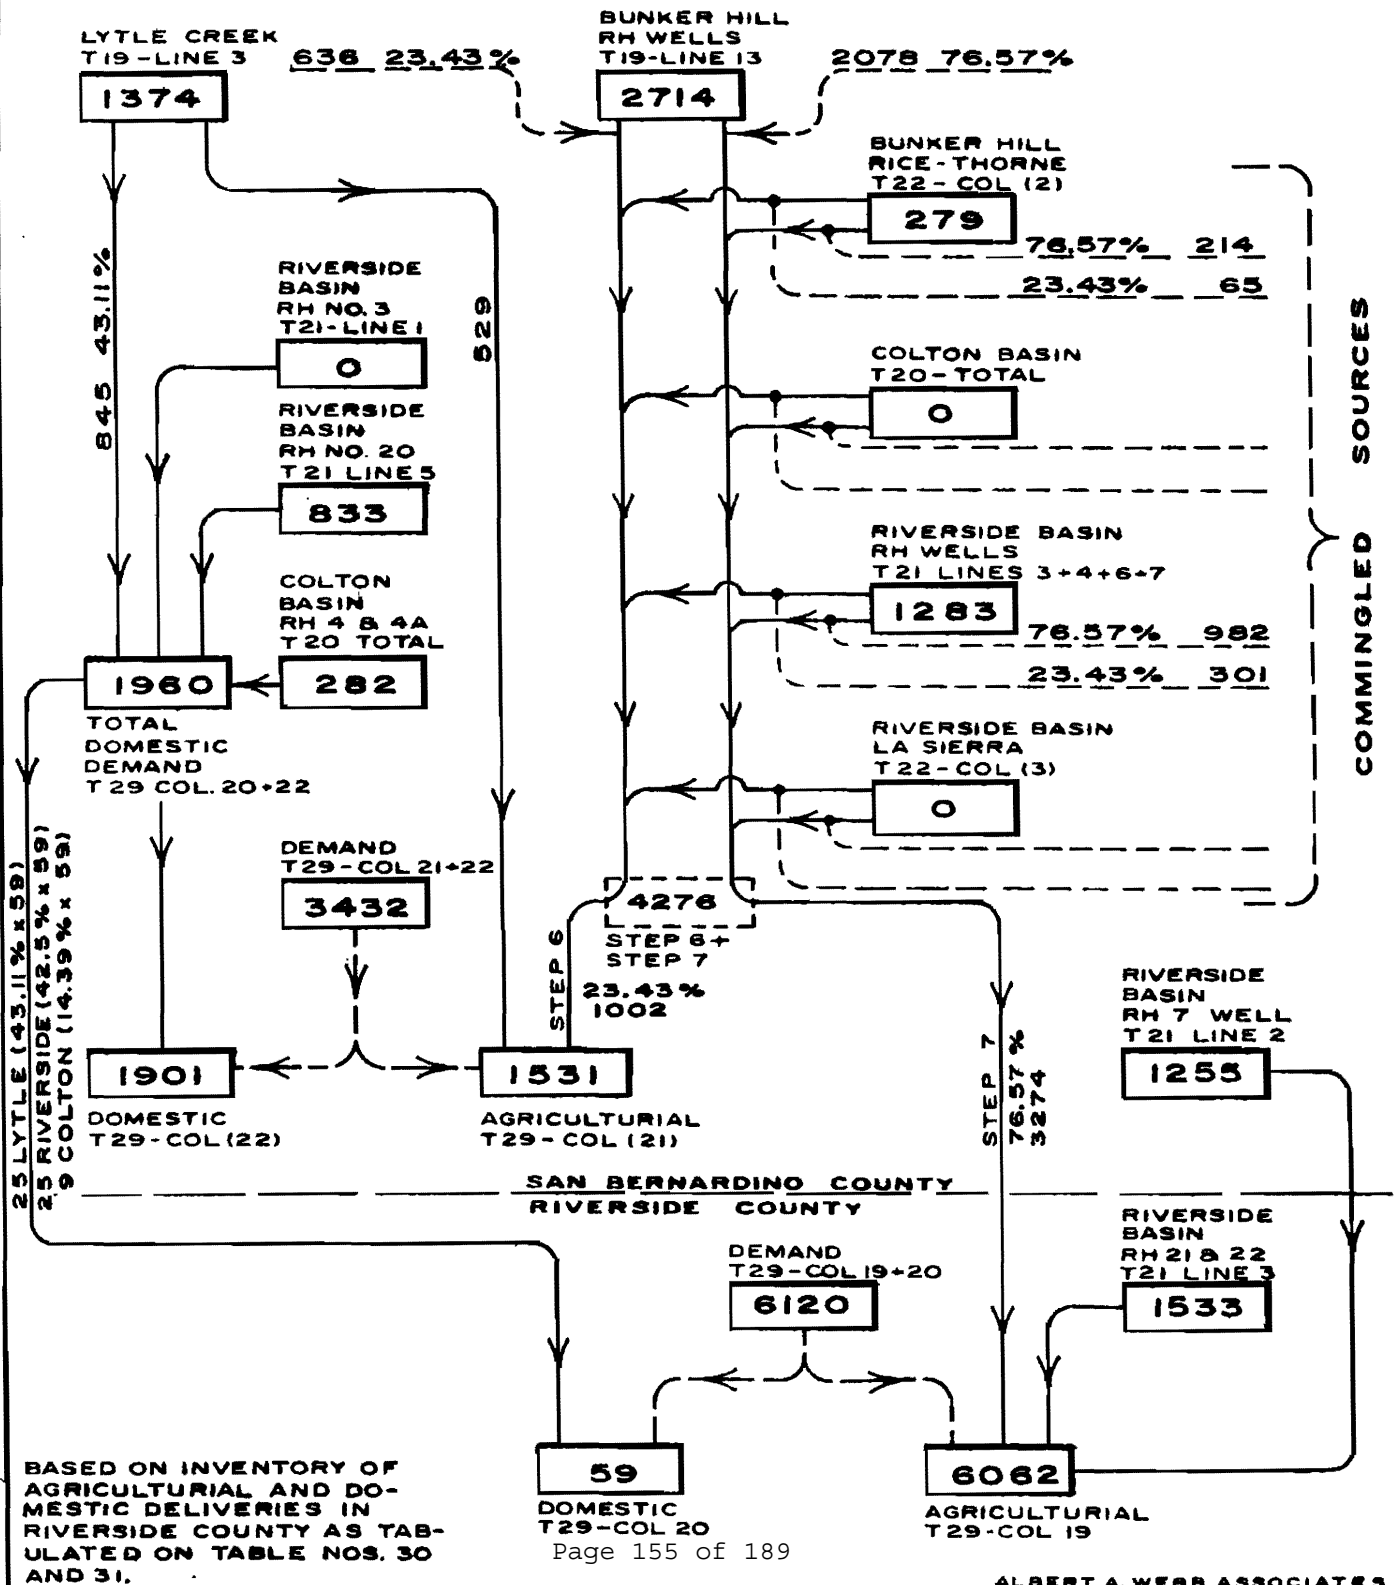 LYTLE CREEK
T19-LINE 3
1374
636 23.43%
BUNKER HILL
RH WELLS
T19-LINE 13
2714
2078 76.57%
BUNKER HILL
RICE-THORNE
T22-COL (2)
279
76.57% 214
23.43% 65
845 43.11%
529
RIVERSIDE
BASIN
RH NO. 3
T21-LINE 1
0
RIVERSIDE
BASIN
RH NO. 20
T21 LINE 5
833
COLTON
BASIN
RH 4 & 4A
T20 TOTAL
282
COLTON BASIN
T20-TOTAL
0
RIVERSIDE BASIN
RH WELLS
T21 LINES 3+4+6+7
1283
76.57% 982
23.43% 301
RIVERSIDE BASIN
LA SIERRA
T22-COL (3)
0
COMMINGLED SOURCES
1960
TOTAL
DOMESTIC
DEMAND
T29 COL. 20+22
DEMAND
T29-COL 21+22
3432
4276
STEP 6+
STEP 7
STEP 6
23.43%
1002
1901
DOMESTIC
T29-COL (22)
1531
AGRICULTURIAL
T29-COL (21)
STEP 7
76.57%
3274
RIVERSIDE
BASIN
RH 7 WELL
T21 LINE 2
1255
25 LYTLE (43.11% x 59)
25 RIVERSIDE (42.5% x 59)
9 COLTON (14.39% x 59)
SAN BERNARDINO COUNTY
RIVERSIDE COUNTY
RIVERSIDE
BASIN
RH 21 & 22
T21 LINE 3
1533
DEMAND
T29-COL 19+20
6120
59
DOMESTIC
T29-COL 20
6062
AGRICULTURIAL
T29-COL 19
BASED ON INVENTORY OF
AGRICULTURIAL AND DO-
MESTIC DELIVERIES IN
RIVERSIDE COUNTY AS TAB-
ULATED ON TABLE NOS. 30
AND 31.
Page 155 of 189
ALBERT A. WEBB ASSOCIATES